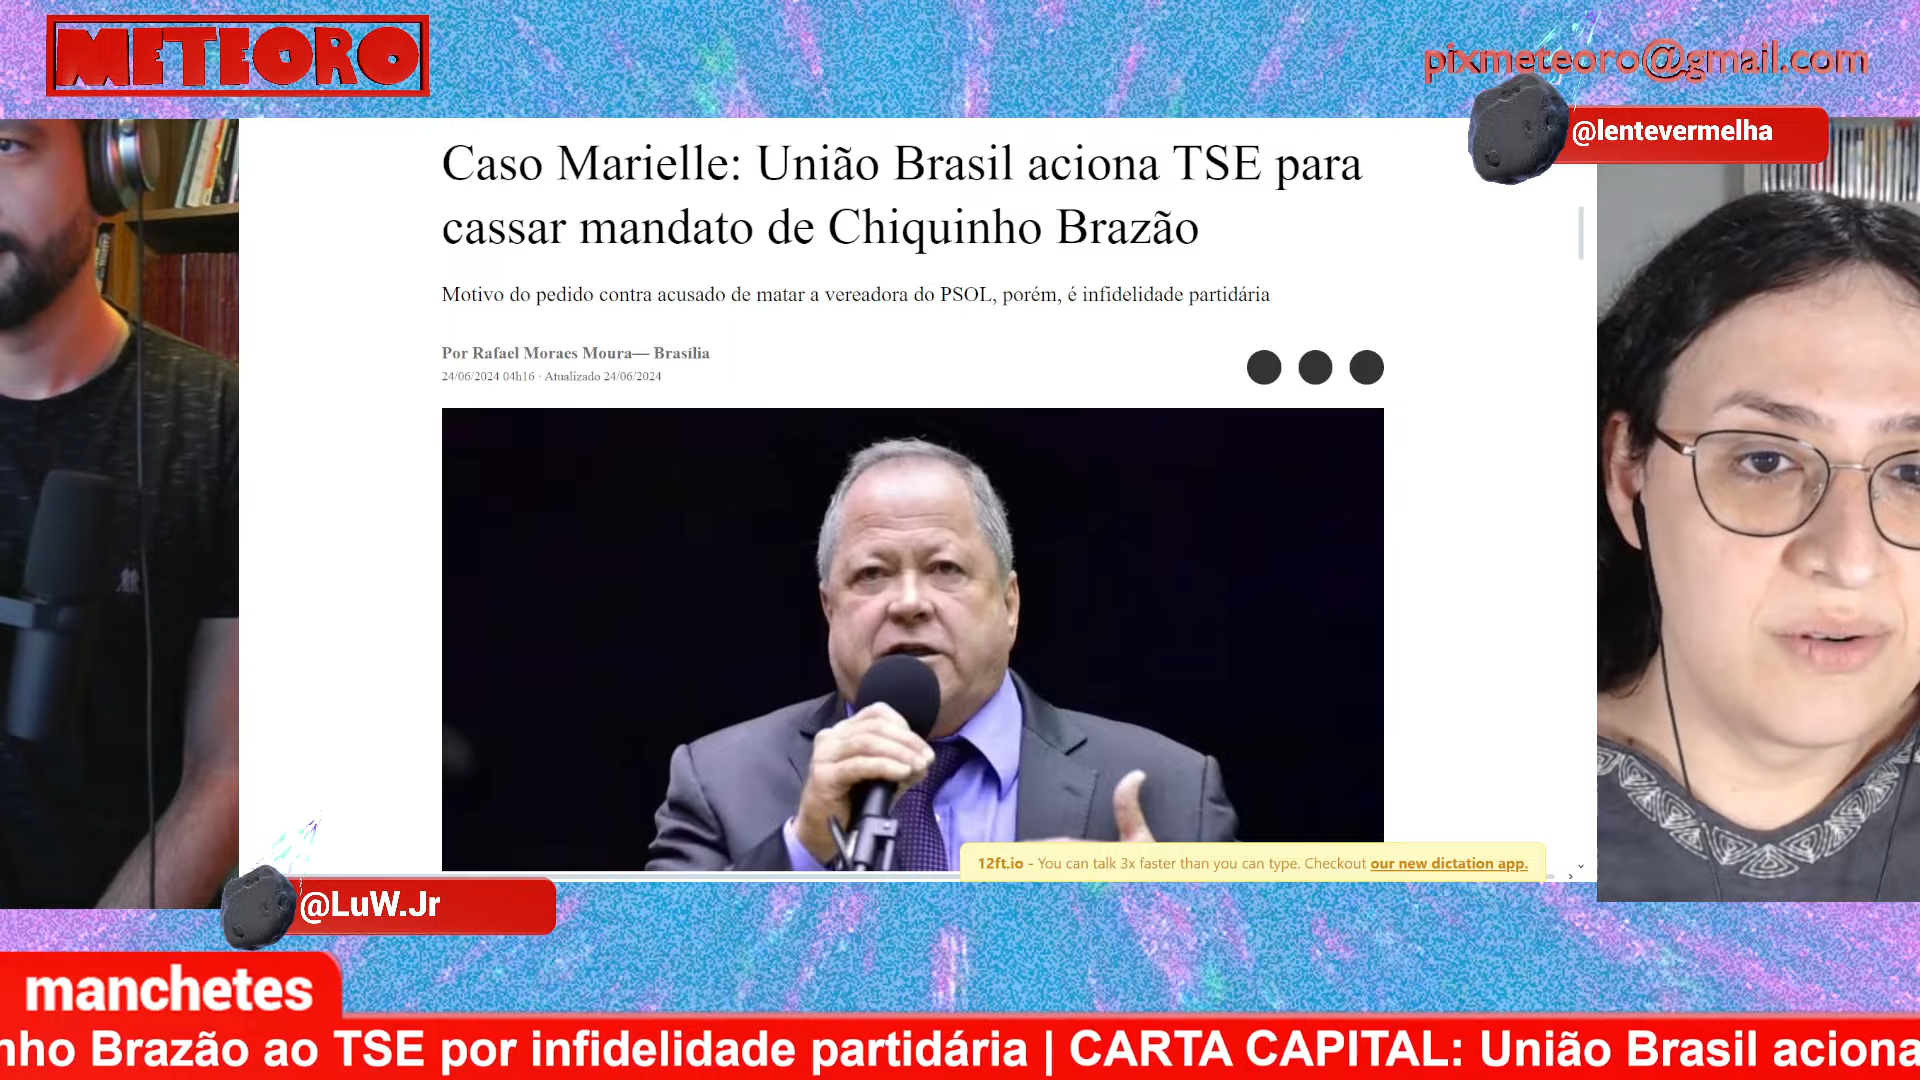 METEORO
pixmeteoro@gmail.com
@lentevermelha
Caso Marielle: União Brasil aciona TSE para
cassar mandato de Chiquinho Brazão
Motivo do pedido contra acusado de matar a vereadora do PSOL, porém, é infidelidade partidária
Por Rafael Moraes Moura— Brasília
24/06/2024 04h16 · Atualizado 24/06/2024
12ft.io - You can talk 3x faster than you can type. Checkout our new dictation app.
@LuW.Jr
manchetes
nho Brazão ao TSE por infidelidade partidária | CARTA CAPITAL: União Brasil aciona